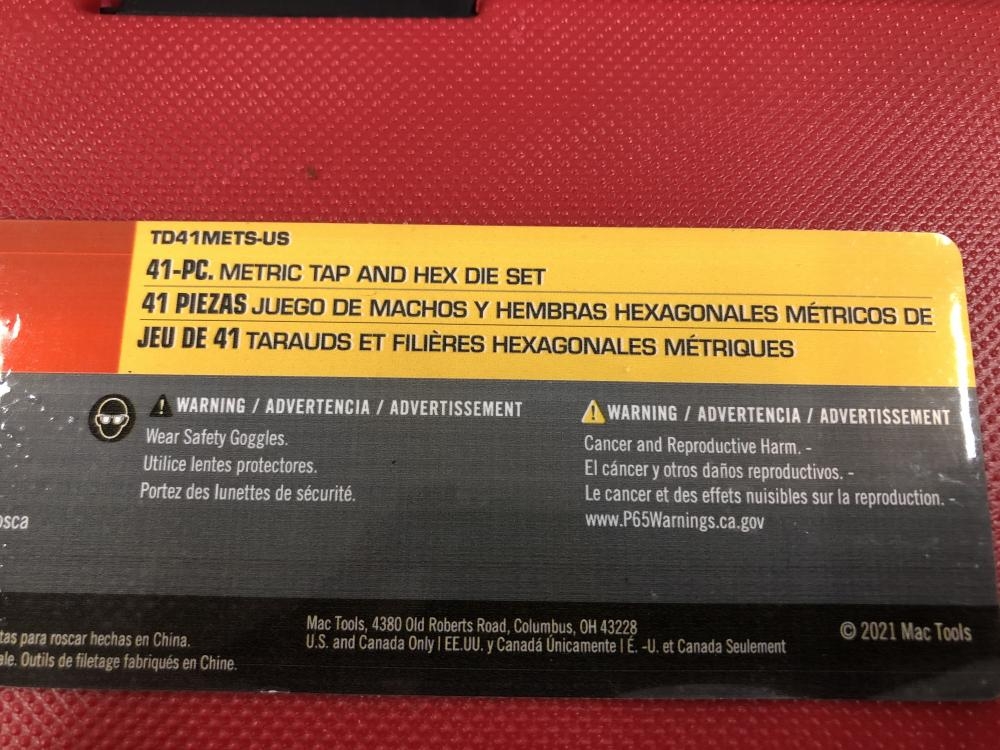 TD41METS-US
41-PC. METRIC TAP AND HEX DIE SET
41 PIEZAS JUEGO DE MACHOS Y HEMBRAS HEXAGONALES MÉTRICOS DE
JEU DE 41 TARAUDS ET FILIÈRES HEXAGONALES MÉTRIQUES
WARNING / ADVERTENCIA / ADVERTISSEMENT
Wear Safety Goggles.
Utilice lentes protectores.
Portez des lunettes de sécurité.
WARNING / ADVERTENCIA / ADVERTISSEMENT
Cancer and Reproductive Harm. -
El cáncer y otros daños reproductivos. -
Le cancer et des effets nuisibles sur la reproduction. -
www.P65Warnings.ca.gov
osca
tas para roscar hechas en China.
ale. Outils de filetage fabriqués en Chine.
Mac Tools, 4380 Old Roberts Road, Columbus, OH 43228
U.S. and Canada Only | EE.UU. y Canadá Únicamente | É. -U. et Canada Seulement
© 2021 Mac Tools